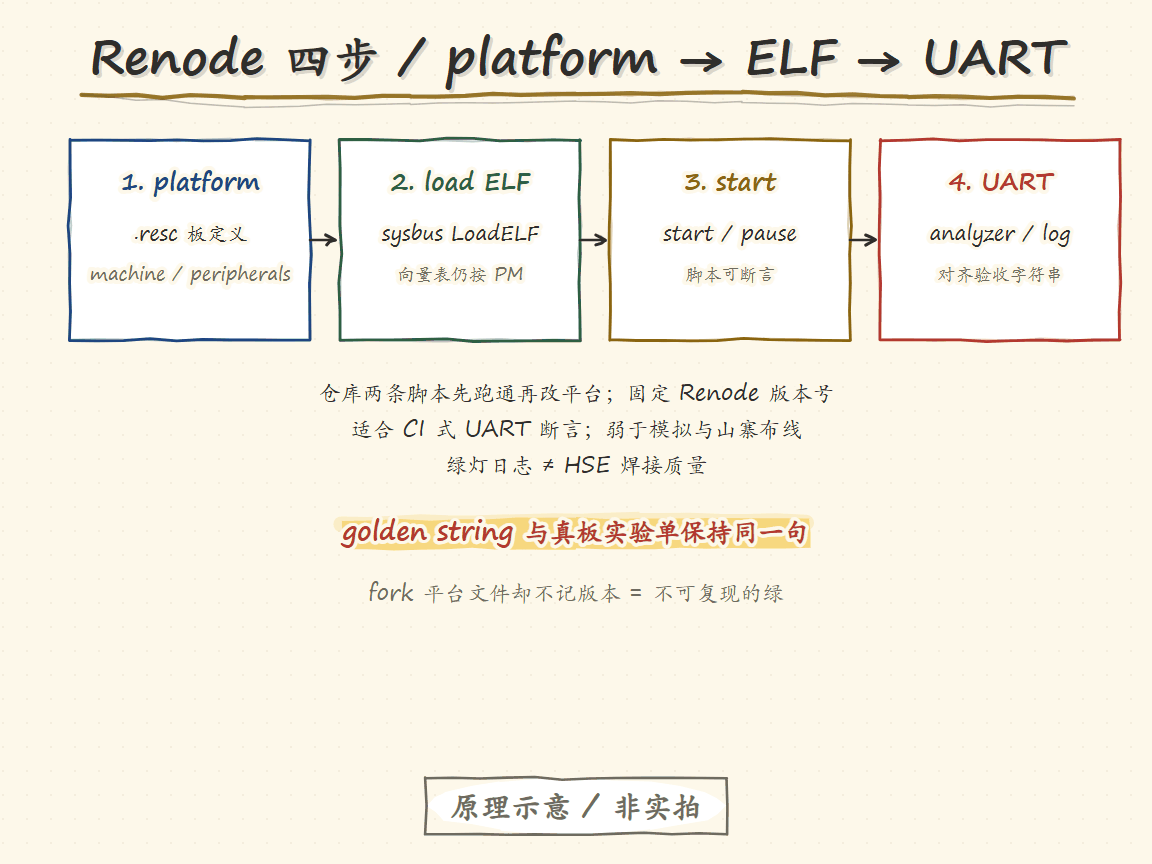 Renode 四步 / platform → ELF → UART
1. platform
.resc 板定义
machine / peripherals
2. load ELF
sysbus LoadELF
向量表仍按 PM
3. start
start / pause
脚本可断言
4. UART
analyzer / log
对齐验收字符串
仓库两条脚本先跑通再改平台；固定 Renode 版本号
适合 CI 式 UART 断言；弱于模拟与山寨布线
绿灯日志 ≠ HSE 焊接质量
golden string 与真板实验单保持同一句
fork 平台文件却不记版本 = 不可复现的绿
原理示意 / 非实拍